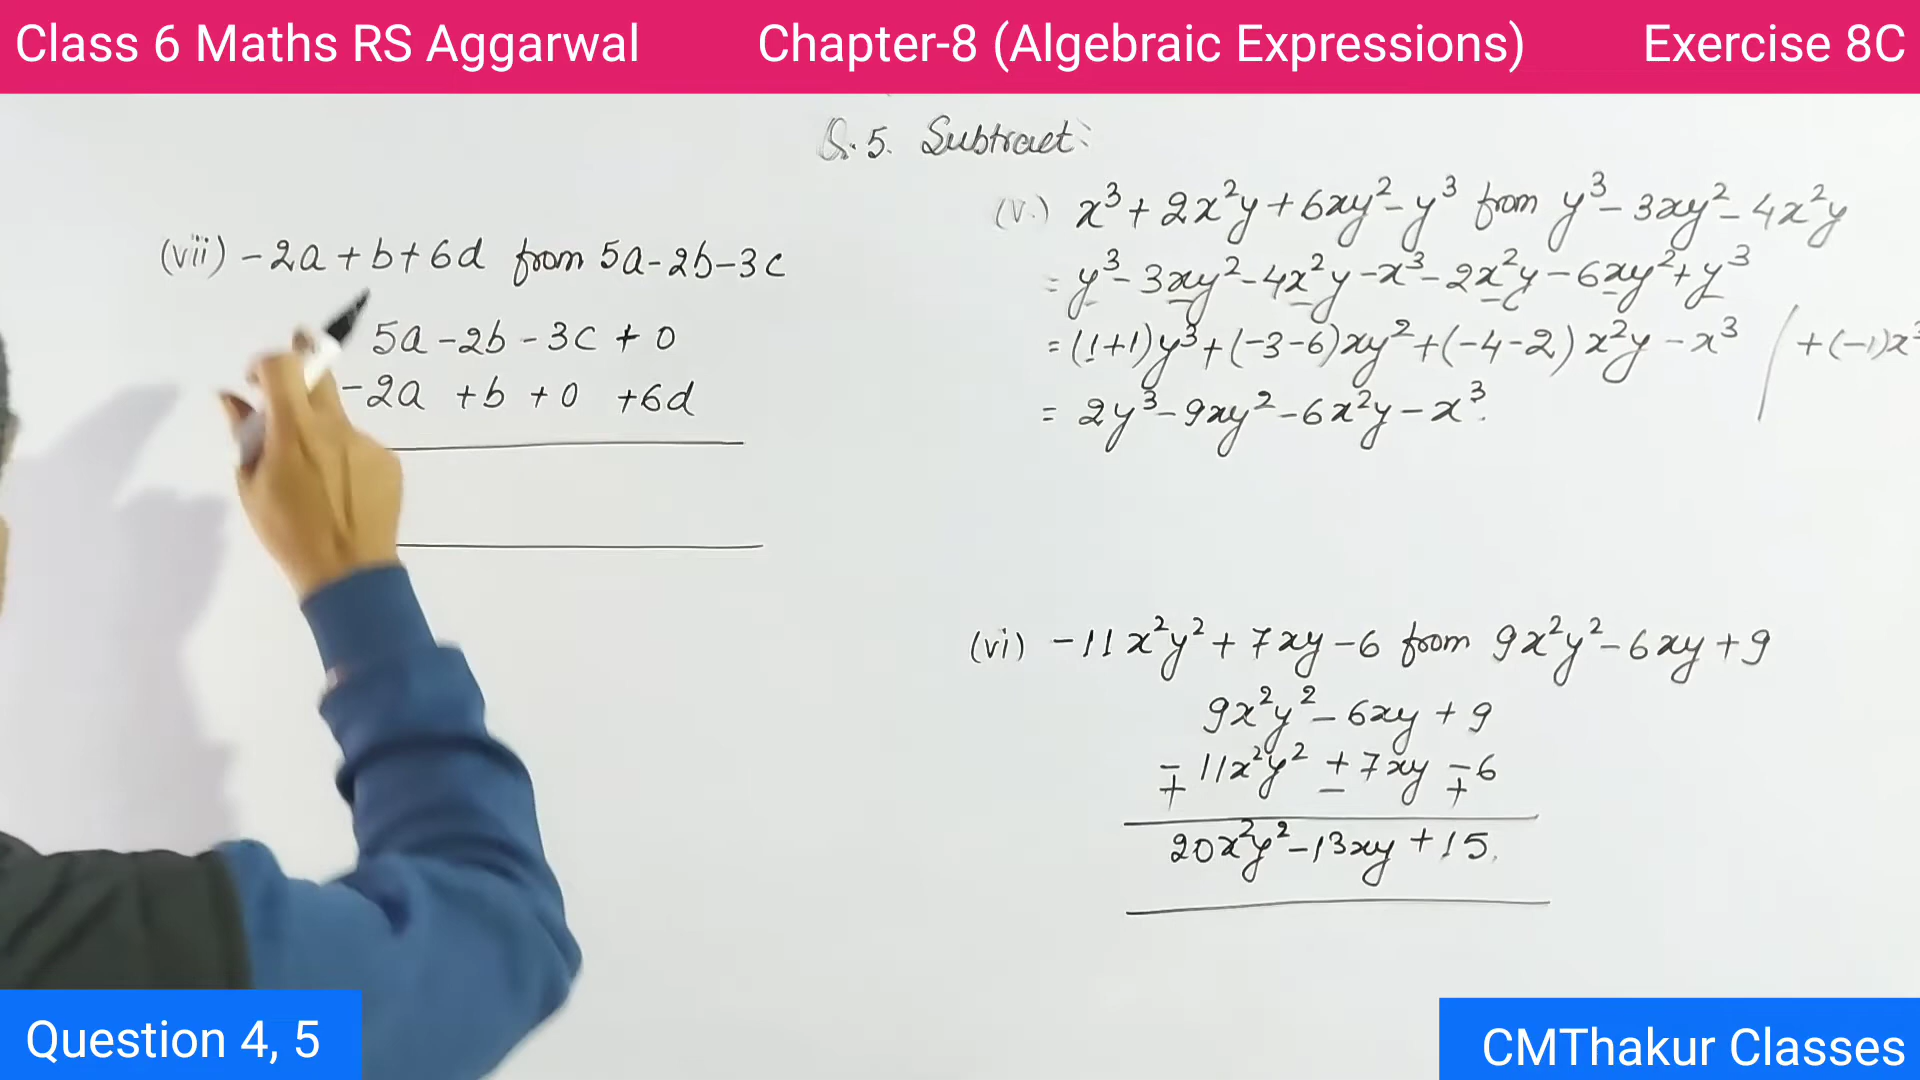 Class 6 Maths RS Aggarwal Chapter-8 (Algebraic Expressions) Exercise 8C
Q.5. Subtract:
(vii) -2a+b+6d from 5a-2b-3c
5a-2b-3c+0
-2a +b +0 +6d
(v.) x³+2x²y+6xy²-y³ from y³-3xy²-4x²y
= y³-3xy²-4x²y-x³-2x²y-6xy²+y³
= (1+1)y³+(-3-6)xy²+(-4-2)x²y-x³ / +(-1)x³
= 2y³-9xy²-6x²y-x³.
(vi) -11x²y²+7xy-6 from 9x²y²-6xy+9
9x²y²-6xy+9
-11x²y² +7xy -6
+ - +
20x²y²-13xy+15.
Question 4, 5
CMThakur Classes